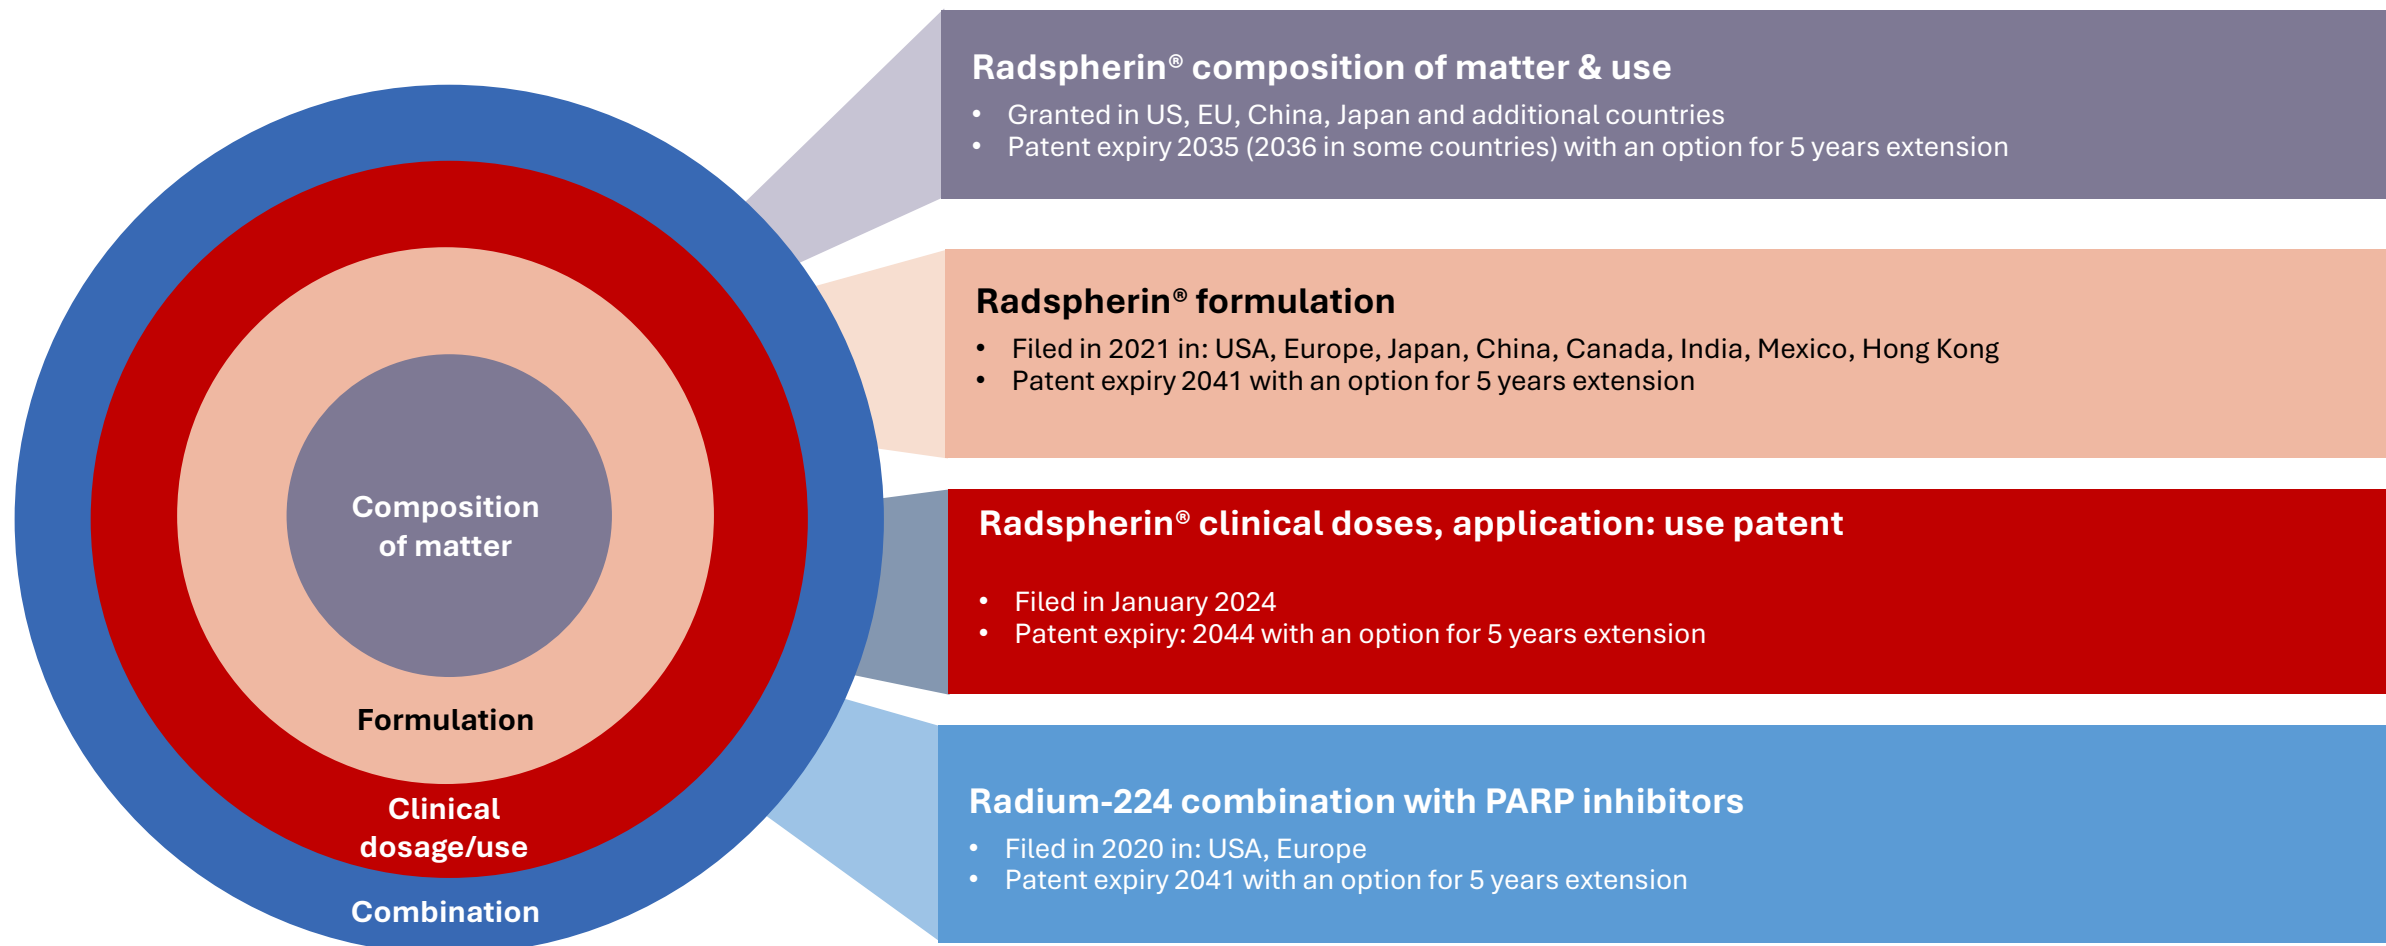 Composition
of matter
Formulation
Clinical
dosage/use
Combination
Radspherin® composition of matter & use
• Granted in US, EU, China, Japan and additional countries
• Patent expiry 2035 (2036 in some countries) with an option for 5 years extension
Radspherin® formulation
• Filed in 2021 in: USA, Europe, Japan, China, Canada, India, Mexico, Hong Kong
• Patent expiry 2041 with an option for 5 years extension
Radspherin® clinical doses, application: use patent
• Filed in January 2024
• Patent expiry: 2044 with an option for 5 years extension
Radium-224 combination with PARP inhibitors
• Filed in 2020 in: USA, Europe
• Patent expiry 2041 with an option for 5 years extension